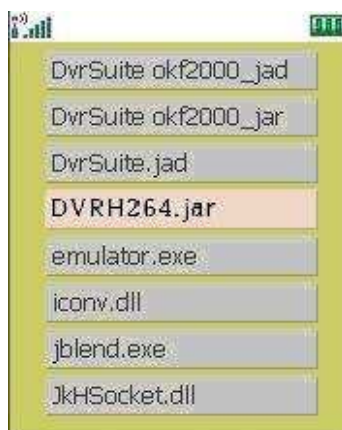 DvrSuite okf2000_jad
DvrSuite okf2000_jar
DvrSuite.jad
DVRH264.jar
emulator.exe
iconv.dll
jblend.exe
JkHSocket.dll